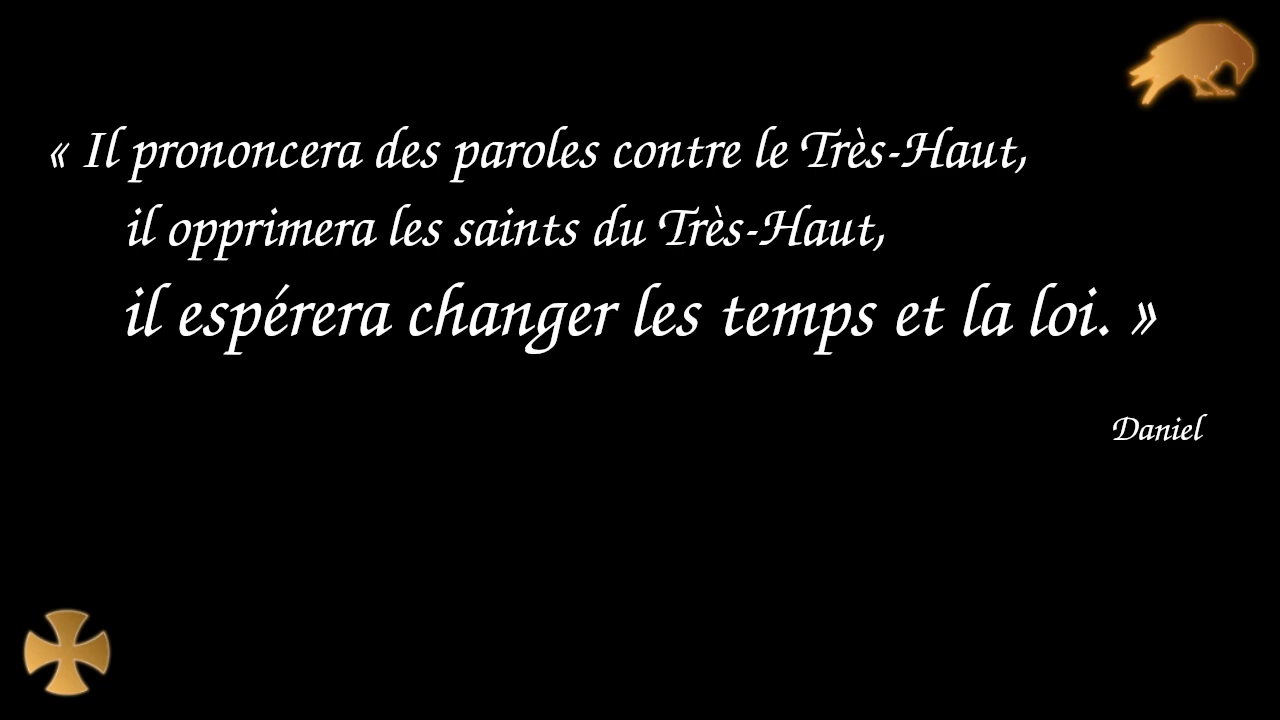 « Il prononcera des paroles contre le Très-Haut,
il opprimera les saints du Très-Haut,
il espérera changer les temps et la loi. »
Daniel